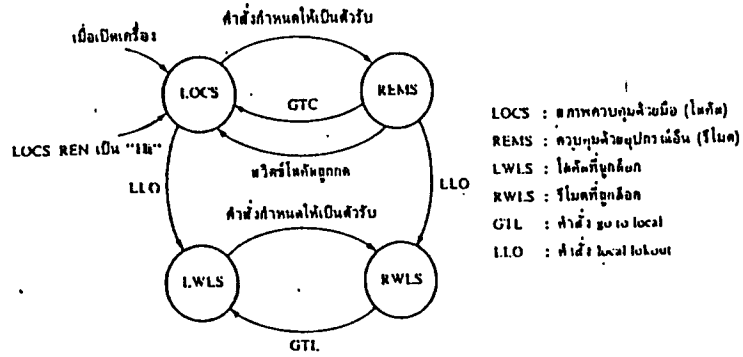 คำสั่งกำหนดให้เป็นตัวรับ
เมื่อเปิดเครื่อง
LOCS
REMS
GTC
LOCS REN เป็น
สวิตซ์โลคัลถูกกด
LLO
LLO
คำสั่งกำหนดให้เป็นตัวรับ
LWLS
RWLS
GTL
LOCS : สภาพควบคุมด้วยมือ (โลคัล)
REMS : ควบคุมด้วยอุปกรณ์อื่น (รีโมต)
LWLS : โลคัลที่ถูกล็อก
RWLS : รีโมตที่ถูกล็อค
GTL : คำสั่ง go to local
LLO : คำสั่ง local lokout